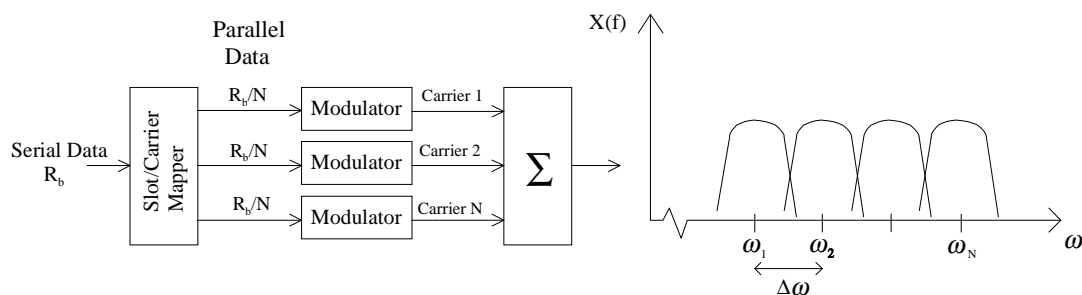 Parallel
Data
Serial Data
R_b
Slot/Carrier
Mapper
R_b/N
Modulator
Carrier 1
R_b/N
Modulator
Carrier 2
R_b/N
Modulator
Carrier N
Σ
X(f)
ω_1
ω_2
ω_N
ω
Δω